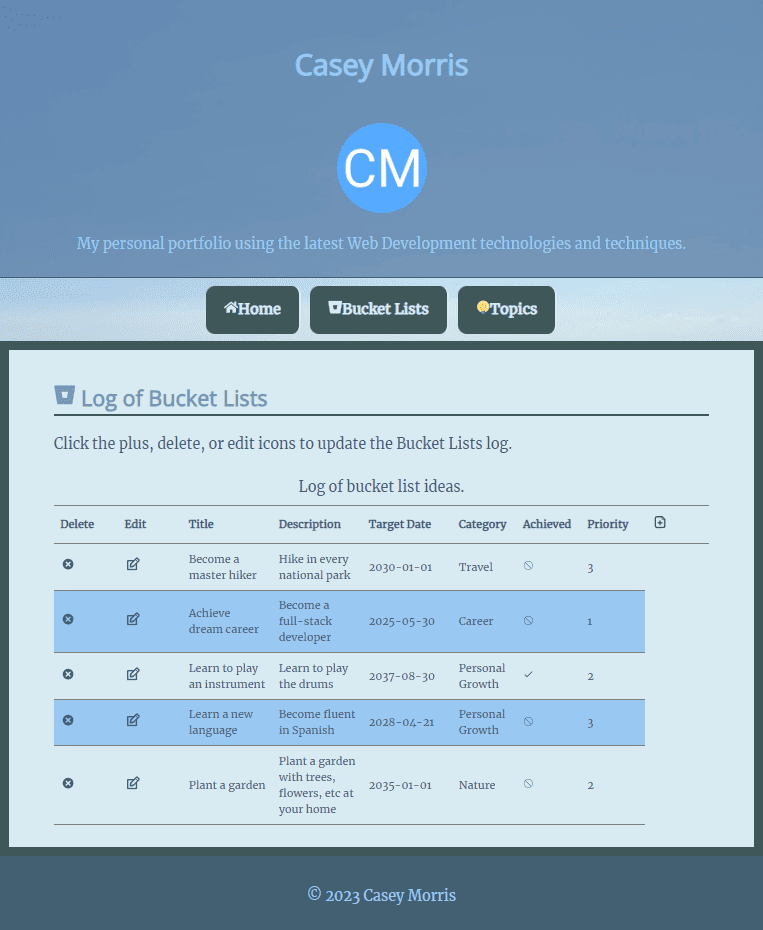 Casey Morris
CM
My personal portfolio using the latest Web Development technologies and techniques.
Home Bucket Lists Topics
Log of Bucket Lists
Click the plus, delete, or edit icons to update the Bucket Lists log.
Log of bucket list ideas.
Delete Edit Title Description Target Date Category Achieved Priority
Become a master hiker Hike in every national park 2030-01-01 Travel 3
Achieve dream career Become a full-stack developer 2025-05-30 Career 1
Learn to play an instrument Learn to play the drums 2037-08-30 Personal Growth 2
Learn a new language Become fluent in Spanish 2028-04-21 Personal Growth 3
Plant a garden Plant a garden with trees, flowers, etc at your home 2035-01-01 Nature 2
© 2023 Casey Morris